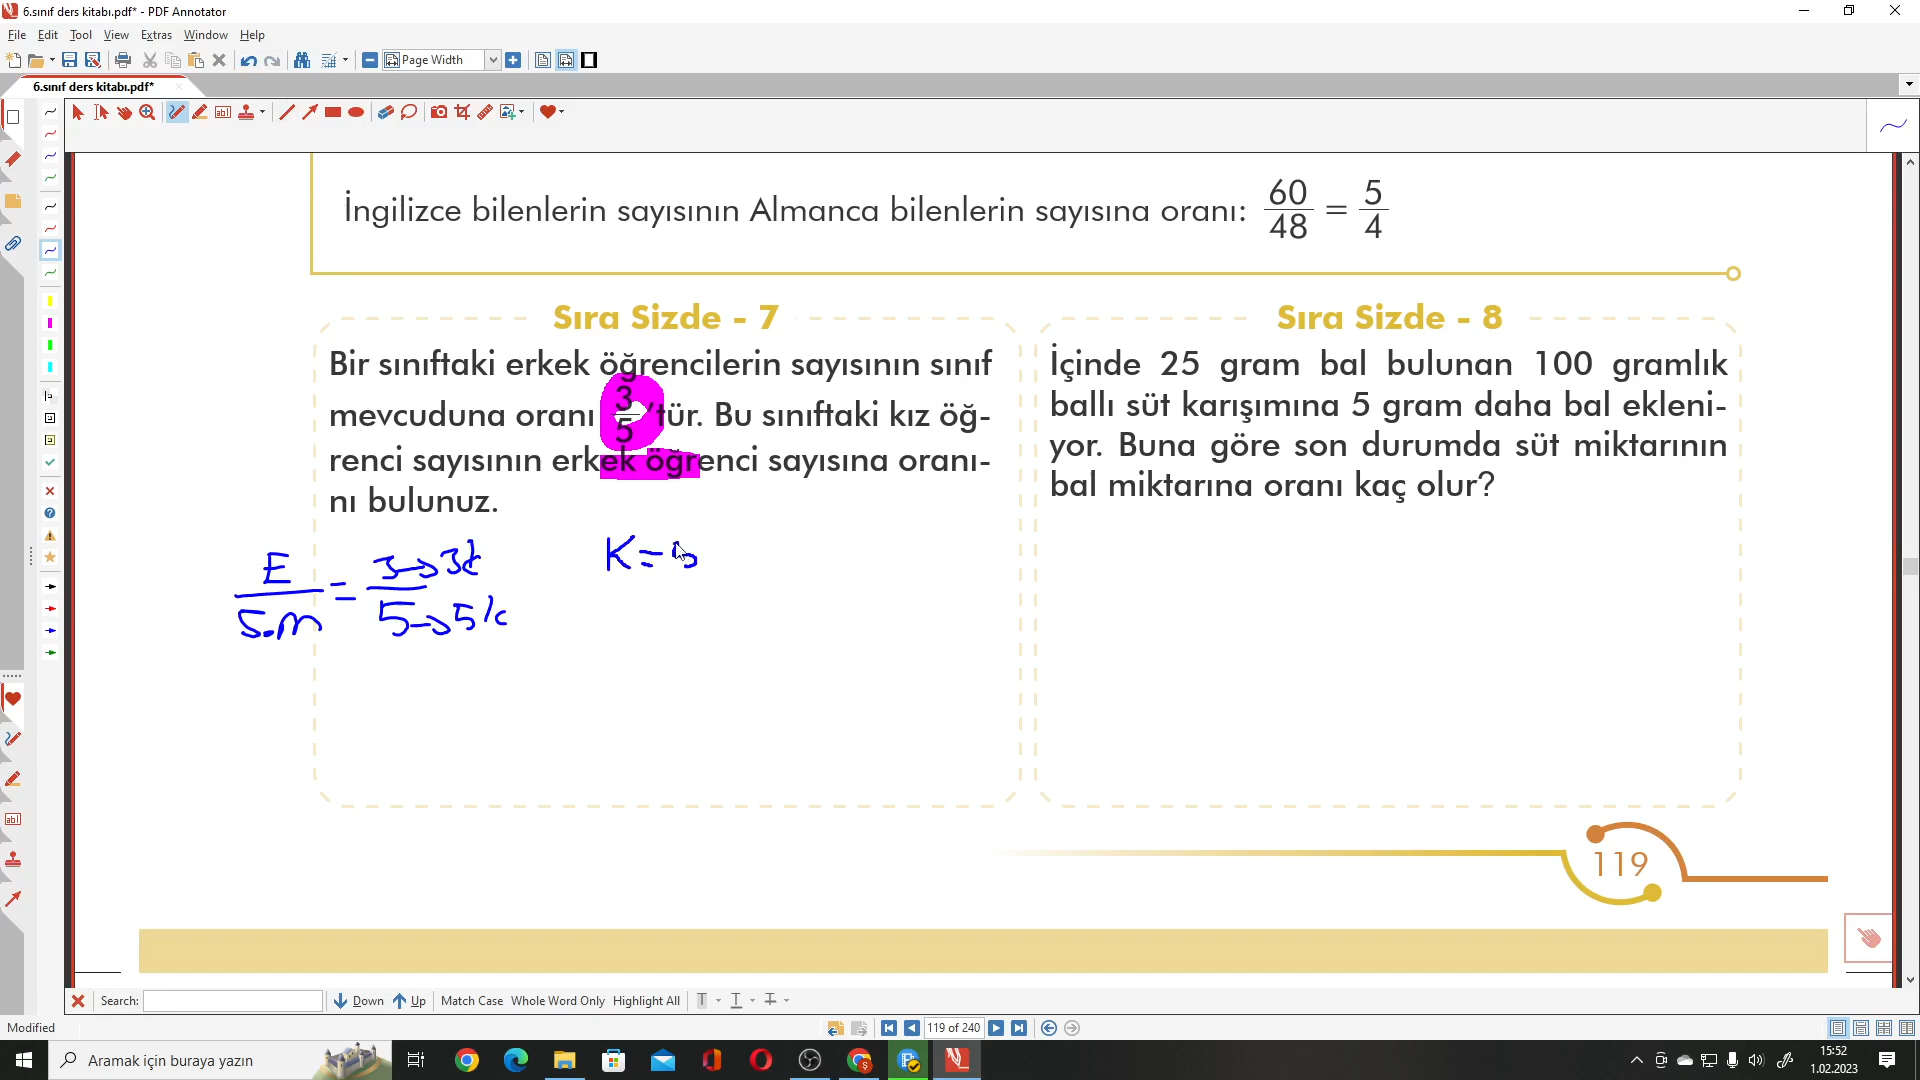 6.sınıf ders kitabı.pdf* - PDF Annotator
File Edit Tool View Extras Window Help
Page Width
6.sınıf ders kitabı.pdf*
İngilizce bilenlerin sayısının Almanca bilenlerin sayısına oranı: 60/48 = 5/4
Sıra Sizde - 7
Bir sınıftaki erkek öğrencilerin sayısının sınıf
mevcuduna oranı 3/5'tür. Bu sınıftaki kız öğ-
renci sayısının erkek öğrenci sayısına oranı-
nı bulunuz.
E/S.m = 3→3k/5→5k
K=
Sıra Sizde - 8
İçinde 25 gram bal bulunan 100 gramlık
ballı süt karışımına 5 gram daha bal ekleni-
yor. Buna göre son durumda süt miktarının
bal miktarına oranı kaç olur?
119
Search: Down Up Match Case Whole Word Only Highlight All
Modified
119 of 240
Aramak için buraya yazın
15:52
1.02.2023